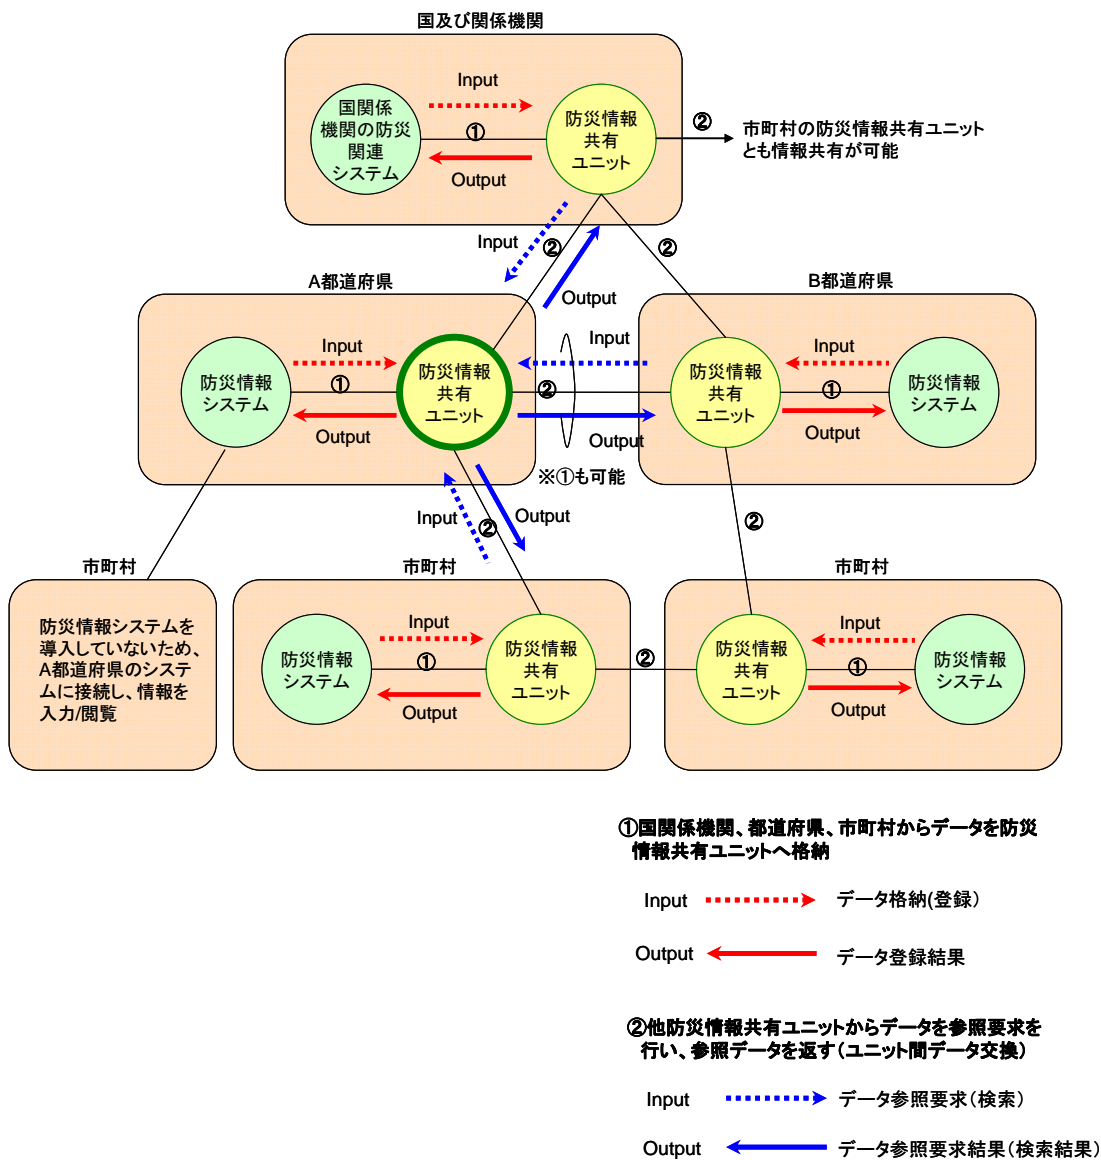 国及び関係機関
Input
国関係
機関の防災
関連
システム
①
Output
防災情報
共有
ユニット
②
市町村の防災情報共有ユニット
とも情報共有が可能
Input
②
Output
②
A都道府県
B都道府県
防災情報
システム
Input
①
Output
防災情報
共有
ユニット
Input
②
Output
※①も可能
防災情報
共有
ユニット
Input
①
Output
防災情報
システム
Input
②
Output
②
市町村
防災情報システムを
導入していないため、
A都道府県のシステ
ムに接続し、情報を
入力/閲覧
市町村
防災情報
システム
Input
①
Output
防災情報
共有
ユニット
②
市町村
防災情報
共有
ユニット
Input
①
Output
防災情報
システム
①国関係機関、都道府県、市町村からデータを防災
情報共有ユニットへ格納
Input データ格納(登録)
Output データ登録結果
②他防災情報共有ユニットからデータを参照要求を
行い、参照データを返す(ユニット間データ交換)
Input データ参照要求(検索)
Output データ参照要求結果(検索結果)